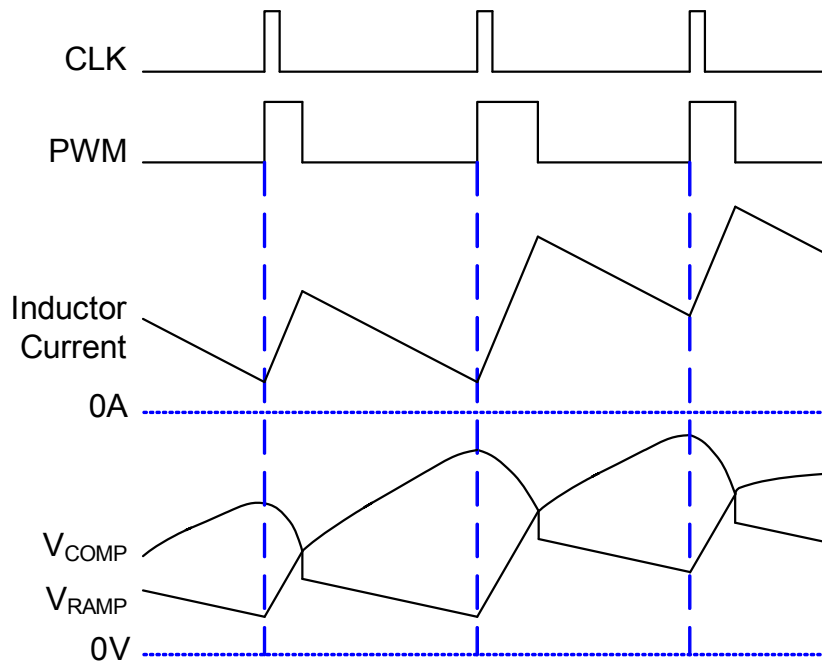 CLK
PWM
Inductor
Current
0A
VCOMP
VRAMP
0V